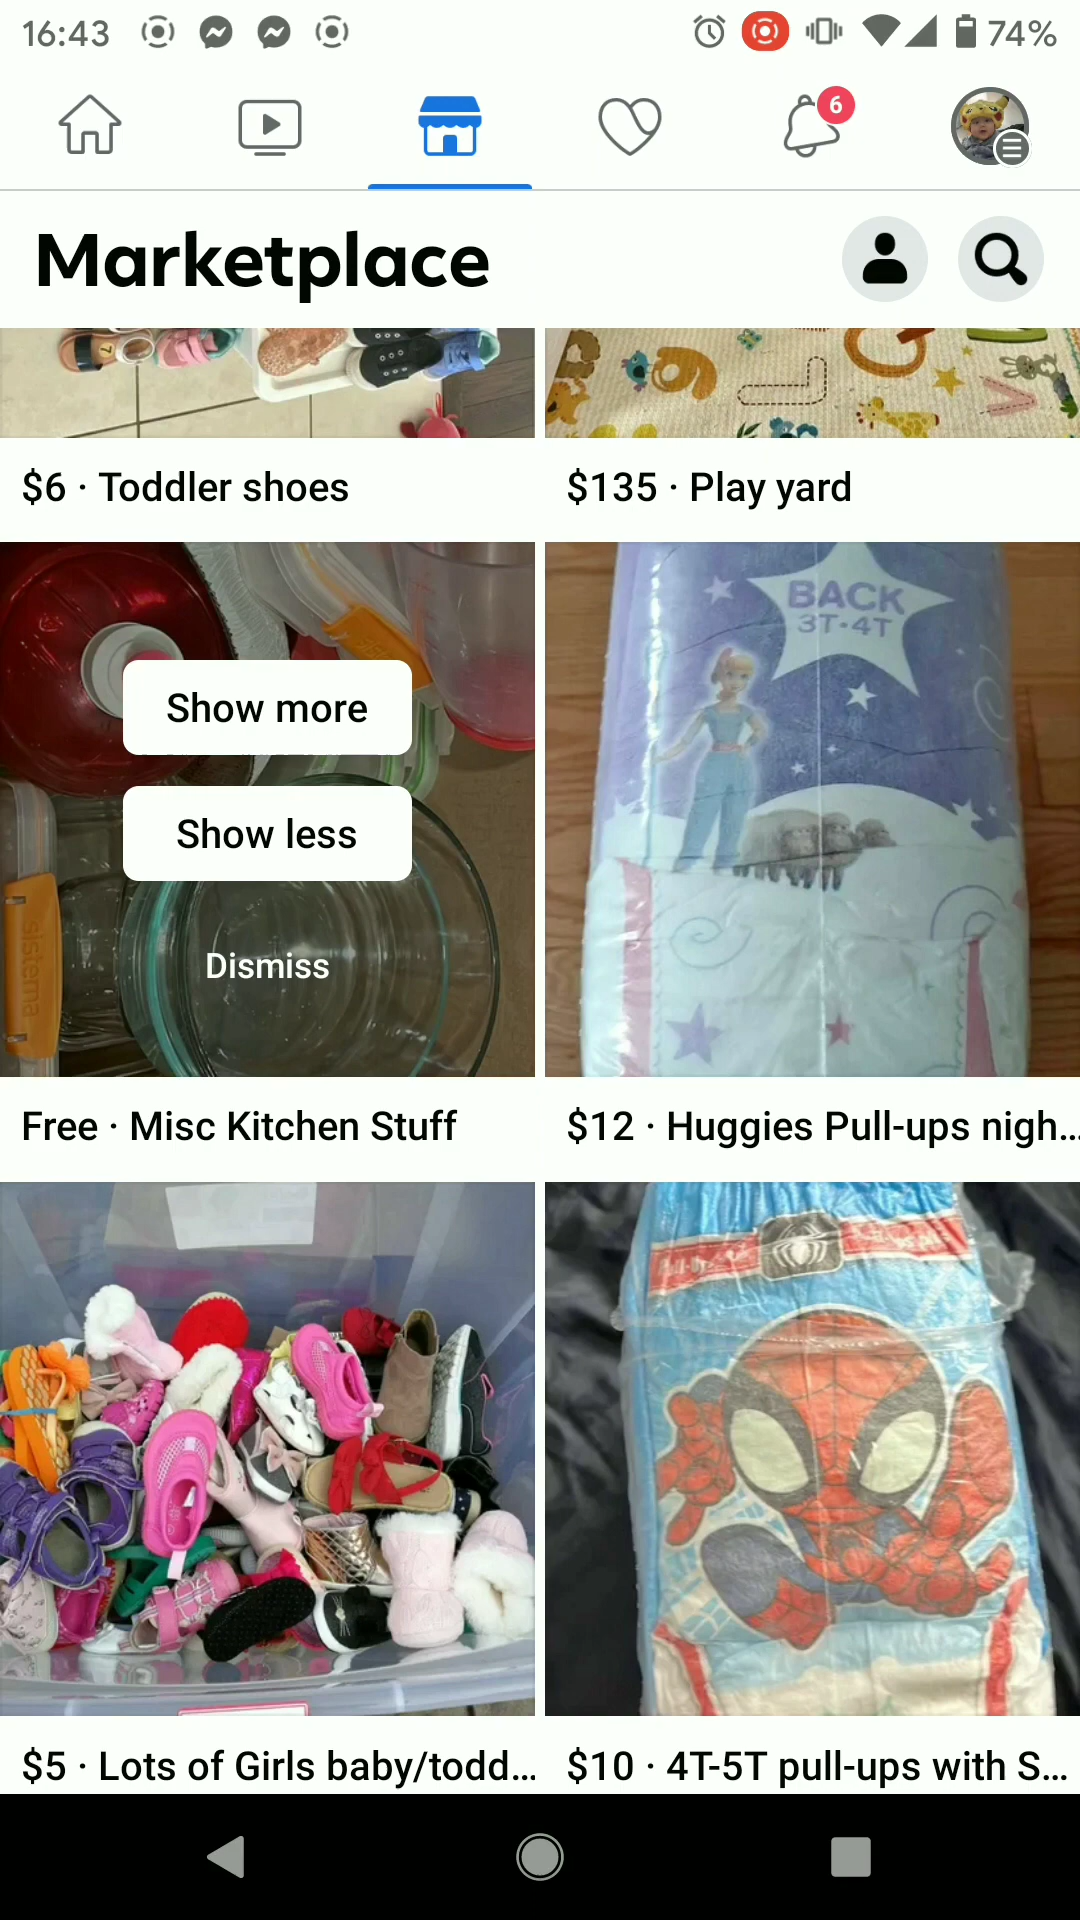 16:43
74%
6
Marketplace
$6 · Toddler shoes
$135 · Play yard
BACK
3T·4T
Show more
Show less
sistema
Dismiss
Free · Misc Kitchen Stuff
$12 · Huggies Pull-ups nigh...
$5 · Lots of Girls baby/todd...
$10 · 4T-5T pull-ups with S...